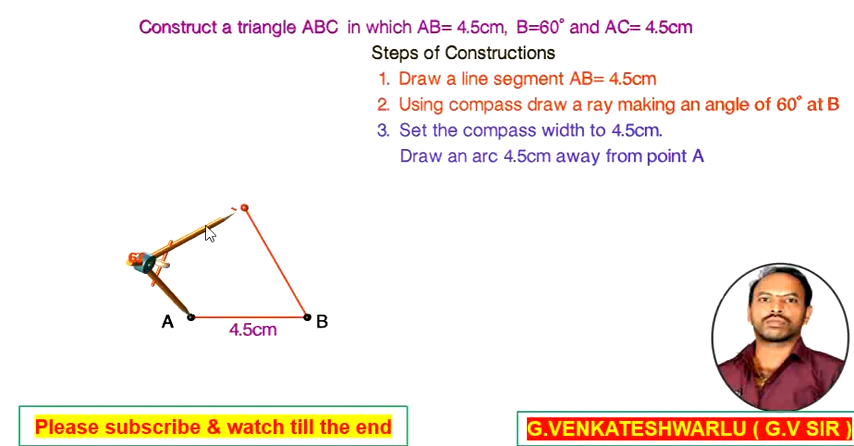 Construct a triangle ABC in which AB= 4.5cm, B=60° and AC= 4.5cm
Steps of Constructions
1. Draw a line segment AB= 4.5cm
2. Using compass draw a ray making an angle of 60° at B
3. Set the compass width to 4.5cm.
Draw an arc 4.5cm away from point A
A
B
4.5cm
Please subscribe & watch till the end
G.VENKATESHWARLU ( G.V SIR )